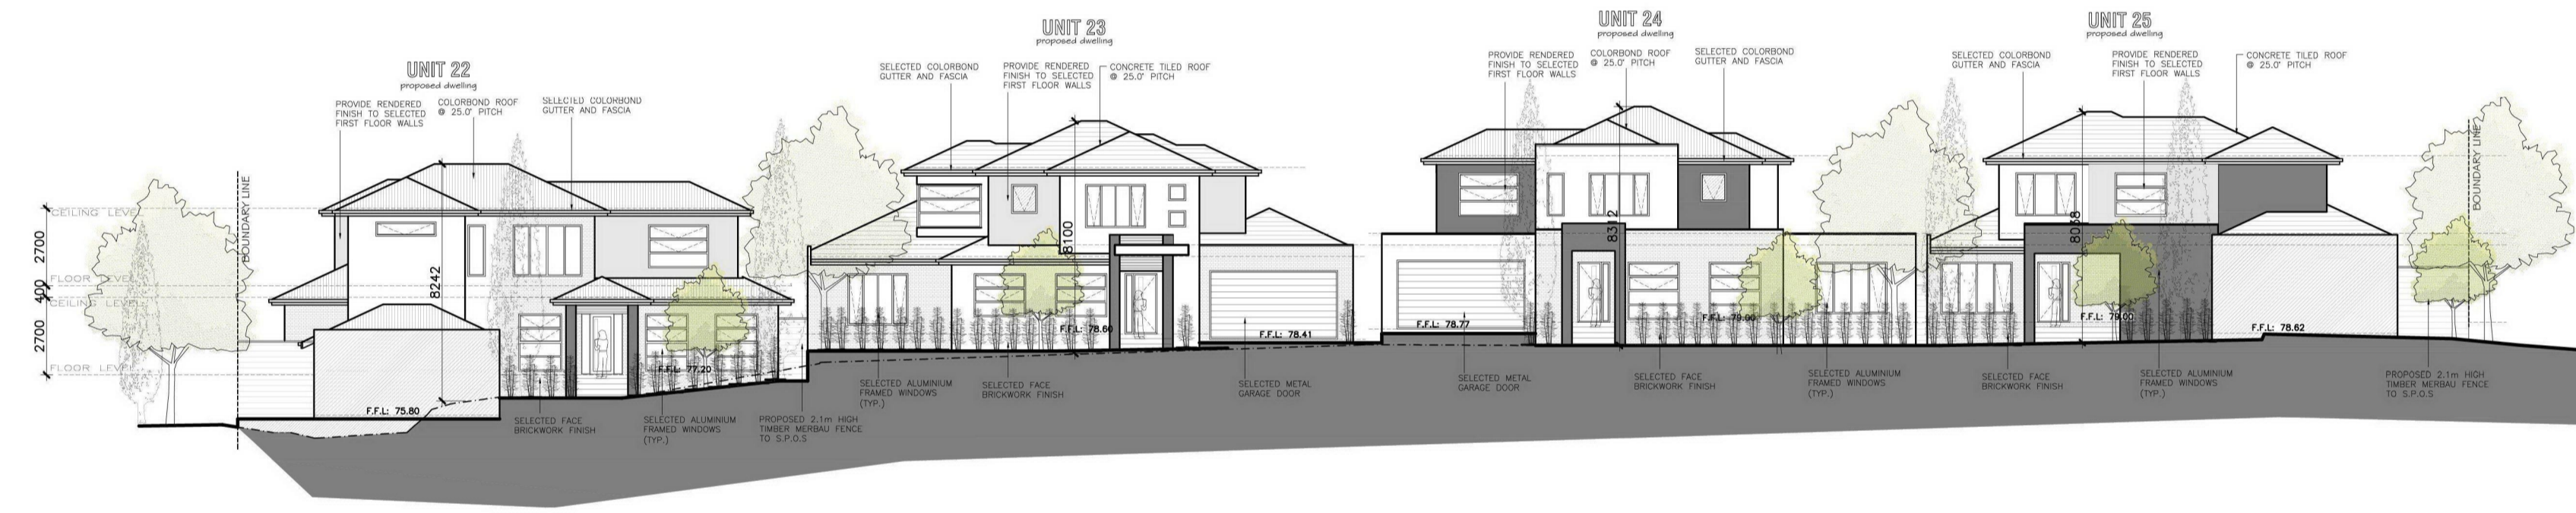 UNIT 22
proposed dwelling
PROVIDE RENDERED
FINISH TO SELECTED
FIRST FLOOR WALLS
COLORBOND ROOF
@ 25.0° PITCH
SELECTED COLORBOND
GUTTER AND FASCIA
UNIT 23
proposed dwelling
SELECTED COLORBOND
GUTTER AND FASCIA
PROVIDE RENDERED
FINISH TO SELECTED
FIRST FLOOR WALLS
CONCRETE TILED ROOF
@ 25.0° PITCH
UNIT 24
proposed dwelling
PROVIDE RENDERED
FINISH TO SELECTED
FIRST FLOOR WALLS
COLORBOND ROOF
@ 25.0° PITCH
SELECTED COLORBOND
GUTTER AND FASCIA
UNIT 25
proposed dwelling
SELECTED COLORBOND
GUTTER AND FASCIA
PROVIDE RENDERED
FINISH TO SELECTED
FIRST FLOOR WALLS
CONCRETE TILED ROOF
@ 25.0° PITCH
BOUNDARY LINE
BOUNDARY LINE
CEILING LEVEL
2700
FLOOR LEVEL
400
CEILING LEVEL
2700
FLOOR LEVEL
8242
8100
8312
8038
F.F.L: 75.80
F.F.L: 77.20
F.F.L: 78.60
F.F.L: 78.41
F.F.L: 78.77
F.F.L: 79.00
F.F.L: 79.00
F.F.L: 78.62
SELECTED FACE
BRICKWORK FINISH
SELECTED ALUMINIUM
FRAMED WINDOWS
(TYP.)
PROPOSED 2.1m HIGH
TIMBER MERBAU FENCE
TO S.P.O.S
SELECTED ALUMINIUM
FRAMED WINDOWS
(TYP.)
SELECTED FACE
BRICKWORK FINISH
SELECTED METAL
GARAGE DOOR
SELECTED METAL
GARAGE DOOR
SELECTED FACE
BRICKWORK FINISH
SELECTED ALUMINIUM
FRAMED WINDOWS
(TYP.)
SELECTED FACE
BRICKWORK FINISH
SELECTED ALUMINIUM
FRAMED WINDOWS
(TYP.)
PROPOSED 2.1m HIGH
TIMBER MERBAU FENCE
TO S.P.O.S